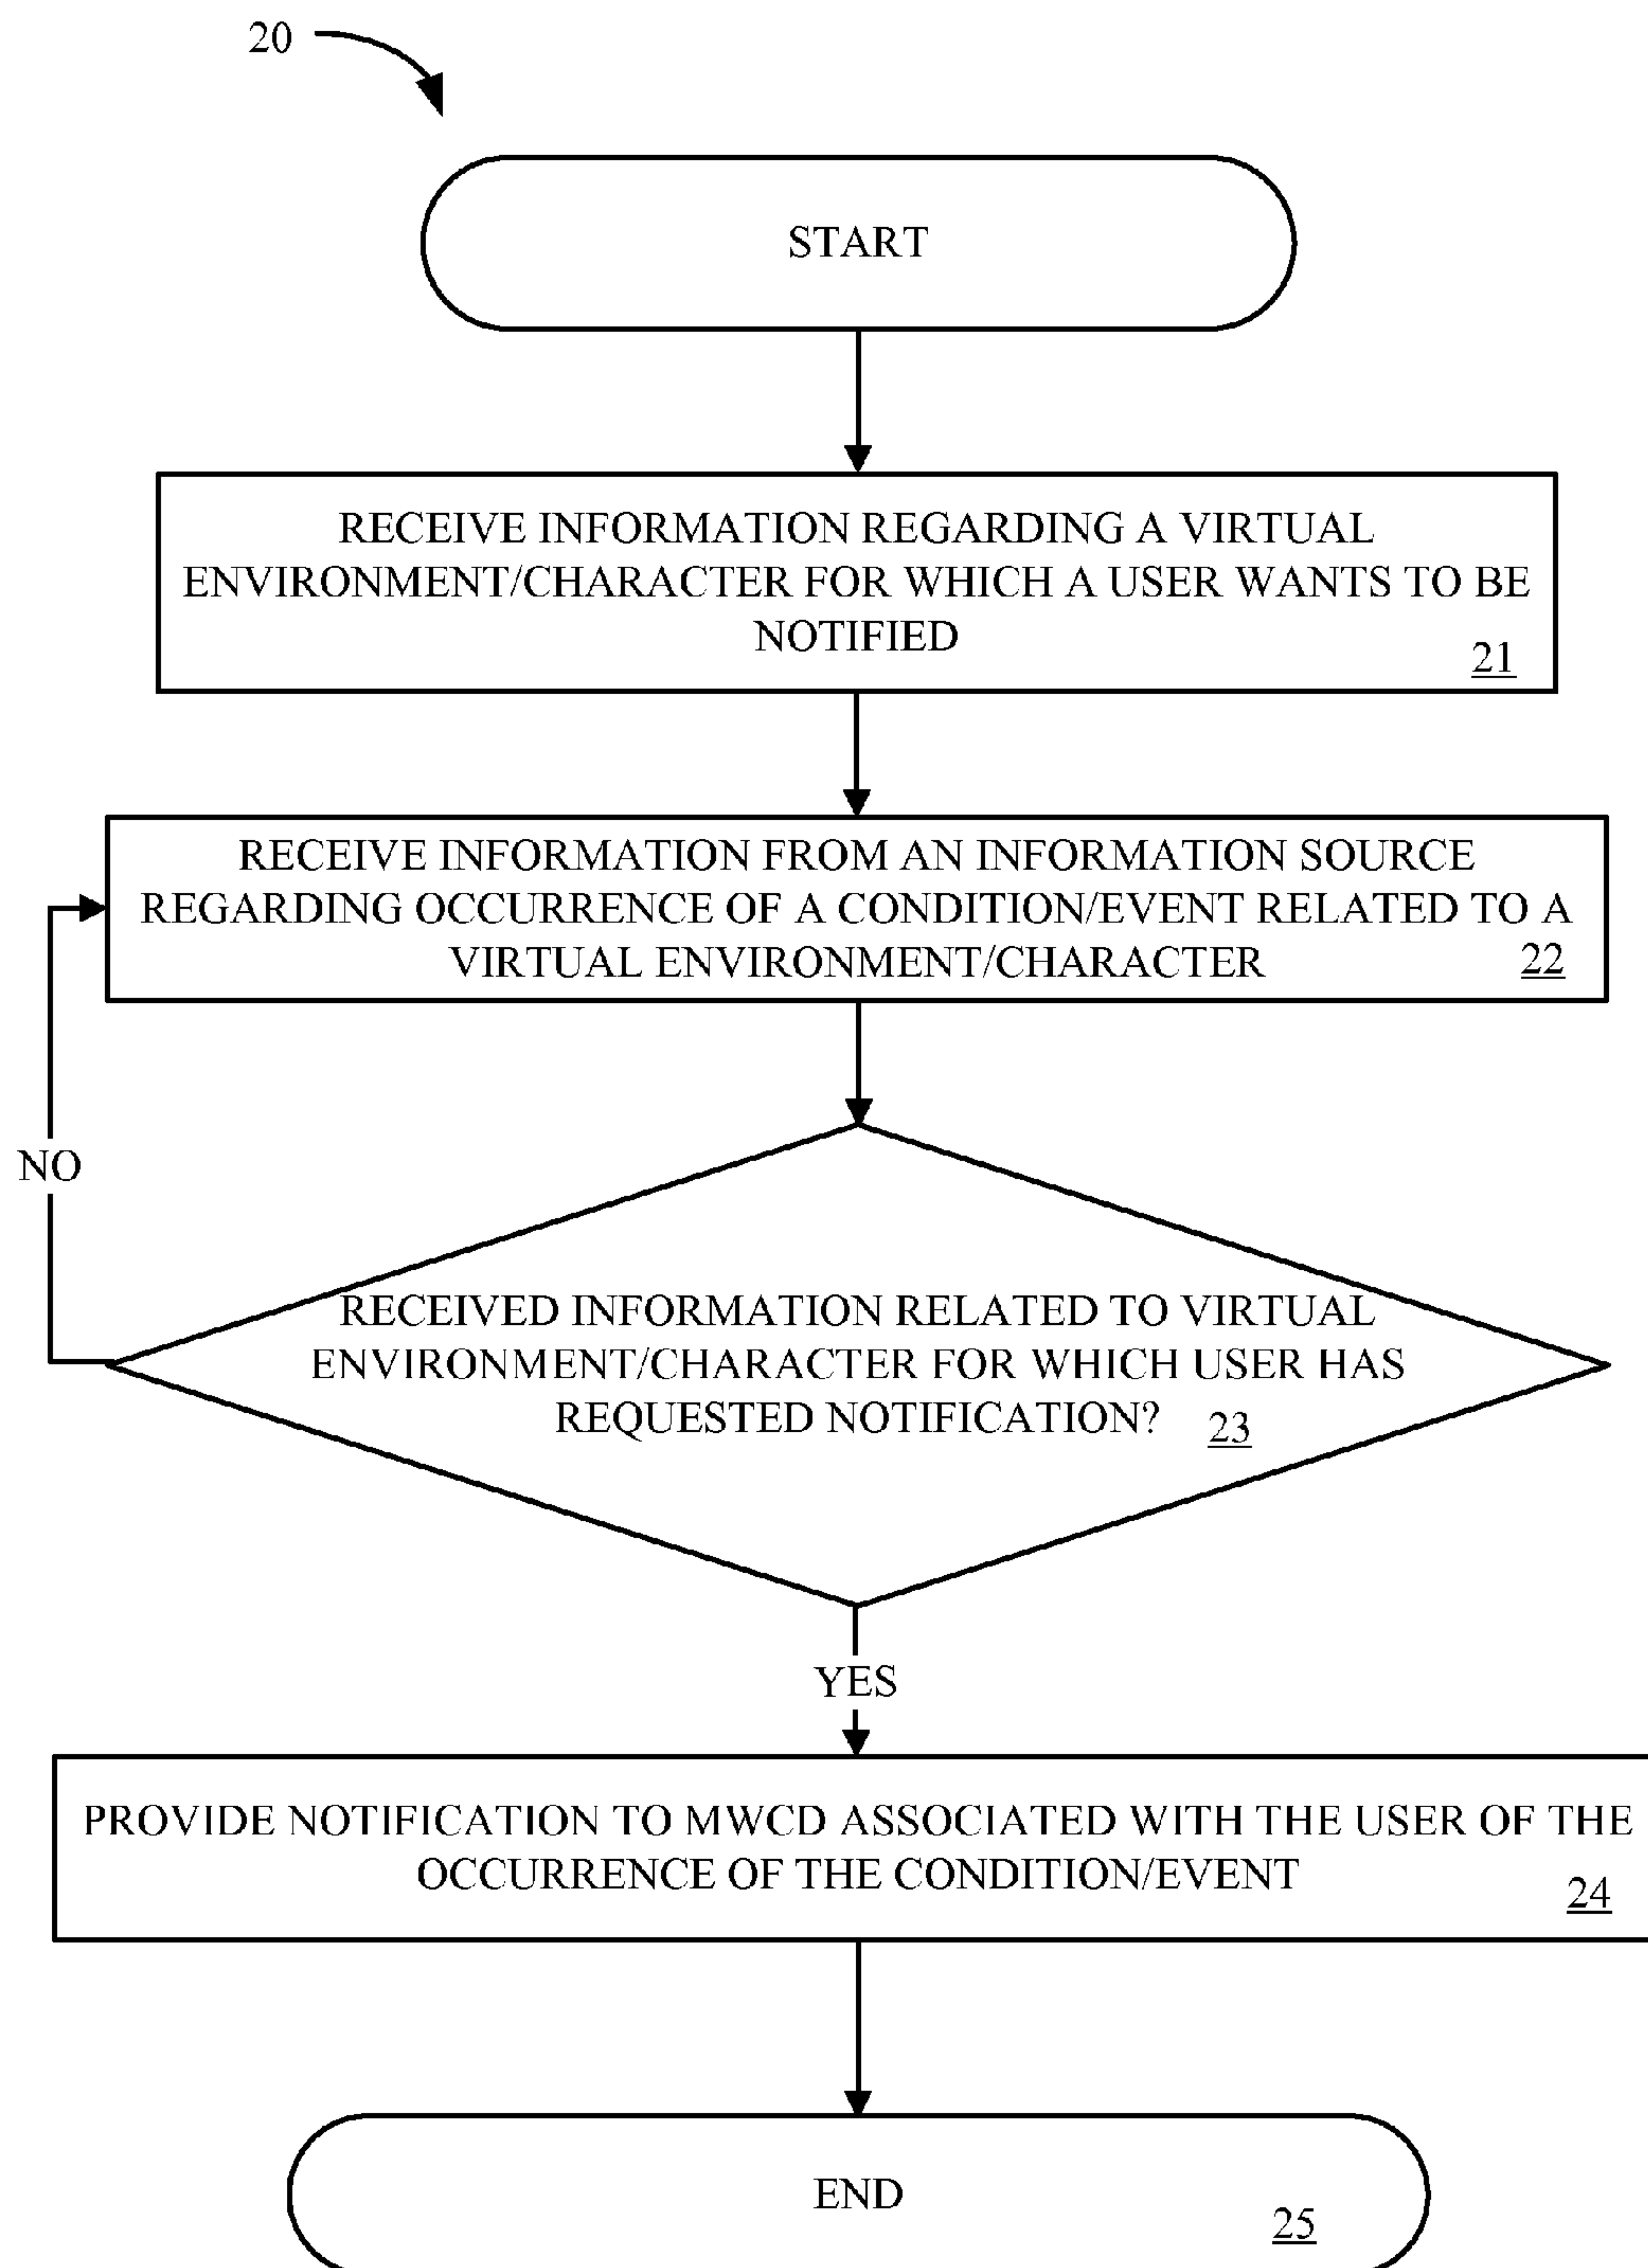 20
START
RECEIVE INFORMATION REGARDING A VIRTUAL
ENVIRONMENT/CHARACTER FOR WHICH A USER WANTS TO BE
NOTIFIED
21
RECEIVE INFORMATION FROM AN INFORMATION SOURCE
REGARDING OCCURRENCE OF A CONDITION/EVENT RELATED TO A
VIRTUAL ENVIRONMENT/CHARACTER
22
NO
RECEIVED INFORMATION RELATED TO VIRTUAL
ENVIRONMENT/CHARACTER FOR WHICH USER HAS
REQUESTED NOTIFICATION?
23
YES
PROVIDE NOTIFICATION TO MWCD ASSOCIATED WITH THE USER OF THE
OCCURRENCE OF THE CONDITION/EVENT
24
END
25